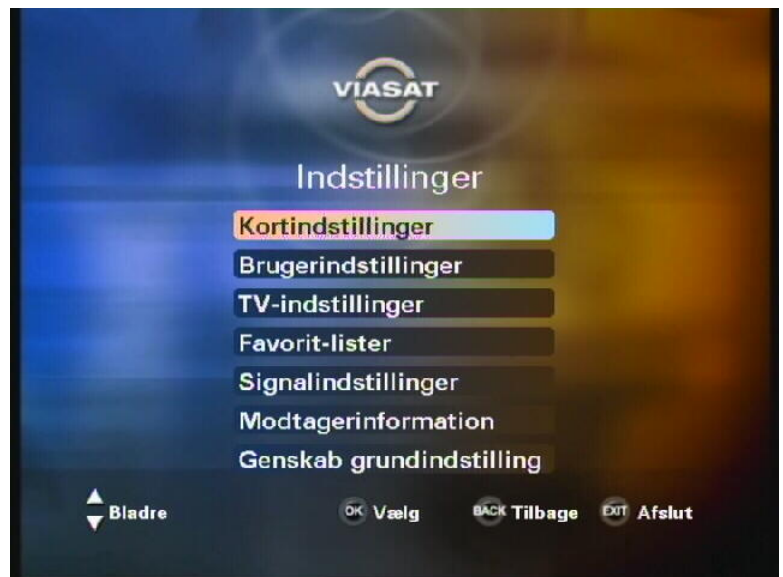 VIASAT
Indstillinger
Kortindstillinger
Brugerindstillinger
TV-indstillinger
Favorit-lister
Signalindstillinger
Modtagerinformation
Genskab grundindstilling
Bladre OK Vælg BACK Tilbage EXIT Afslut